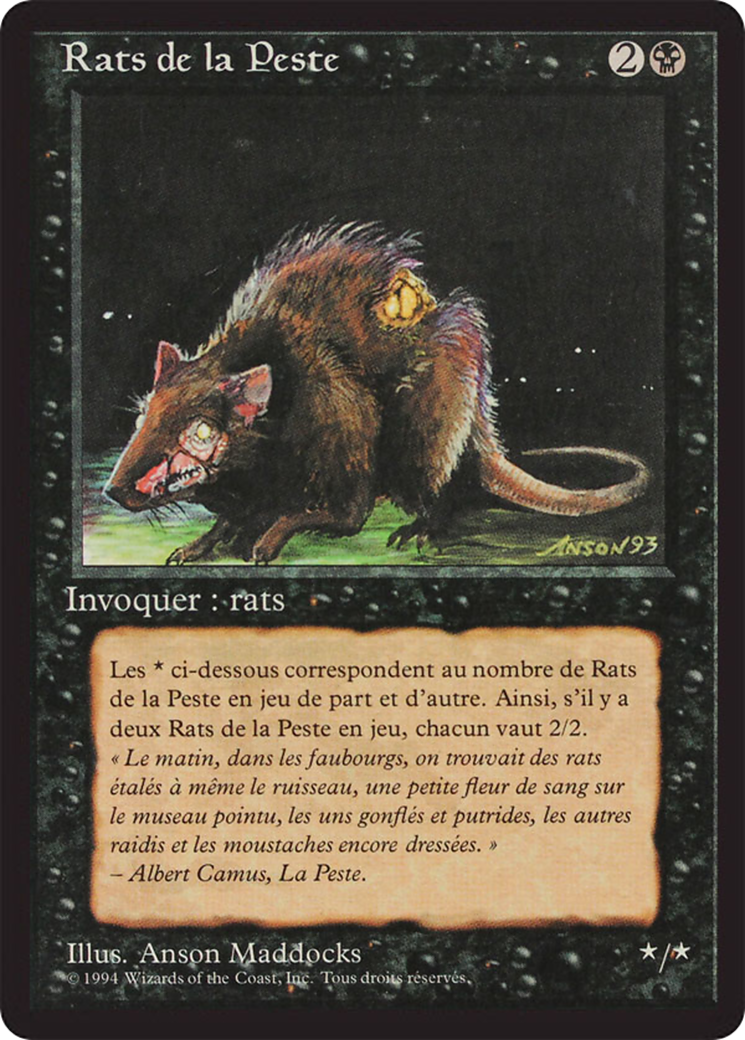 Rats de la Peste 2
ANSON 93
Invoquer : rats
Les * ci-dessous correspondent au nombre de Rats
de la Peste en jeu de part et d'autre. Ainsi, s'il y a
deux Rats de la Peste en jeu, chacun vaut 2/2.
« Le matin, dans les faubourgs, on trouvait des rats
étalés à même le ruisseau, une petite fleur de sang sur
le museau pointu, les uns gonflés et putrides, les autres
raidis et les moustaches encore dressées. »
– Albert Camus, La Peste.
Illus. Anson Maddocks
★/★
© 1994 Wizards of the Coast, Inc. Tous droits réservés.